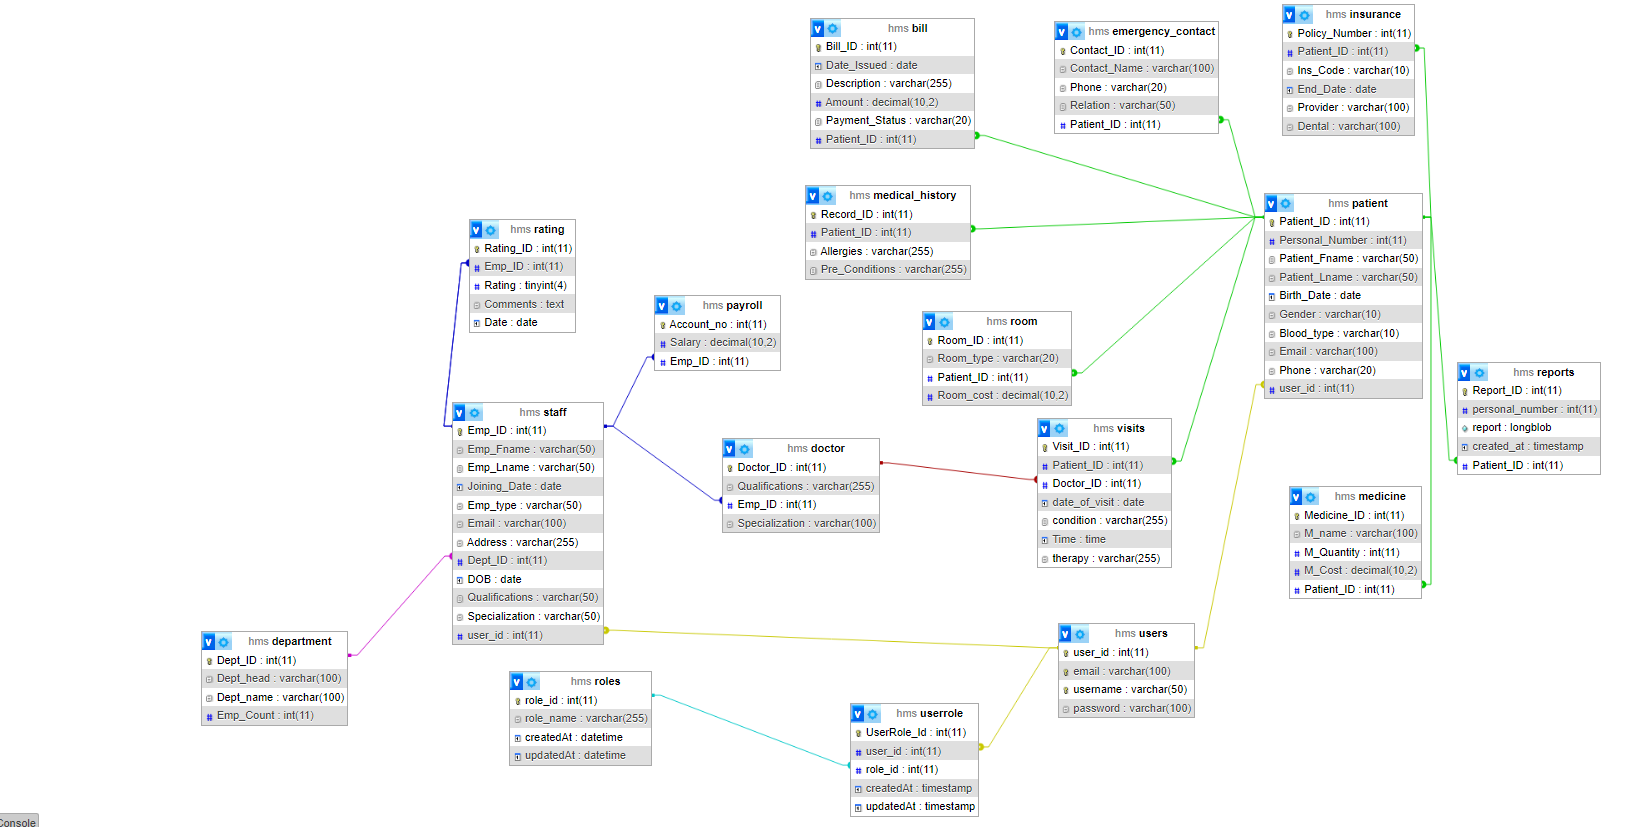 hms bill
Bill_ID : int(11)
Date_Issued : date
Description : varchar(255)
Amount : decimal(10,2)
Payment_Status : varchar(20)
Patient_ID : int(11)
hms emergency_contact
Contact_ID : int(11)
Contact_Name : varchar(100)
Phone : varchar(20)
Relation : varchar(50)
Patient_ID : int(11)
hms insurance
Policy_Number : int(11)
Patient_ID : int(11)
Ins_Code : varchar(10)
End_Date : date
Provider : varchar(100)
Dental : varchar(100)
hms medical_history
Record_ID : int(11)
Patient_ID : int(11)
Allergies : varchar(255)
Pre_Conditions : varchar(255)
hms patient
Patient_ID : int(11)
Personal_Number : int(11)
Patient_Fname : varchar(50)
Patient_Lname : varchar(50)
Birth_Date : date
Gender : varchar(10)
Blood_type : varchar(10)
Email : varchar(100)
Phone : varchar(20)
user_id : int(11)
hms rating
Rating_ID : int(11)
Emp_ID : int(11)
Rating : tinyint(4)
Comments : text
Date : date
hms payroll
Account_no : int(11)
Salary : decimal(10,2)
Emp_ID : int(11)
hms room
Room_ID : int(11)
Room_type : varchar(20)
Patient_ID : int(11)
Room_cost : decimal(10,2)
hms reports
Report_ID : int(11)
personal_number : int(11)
report : longblob
created_at : timestamp
Patient_ID : int(11)
hms staff
Emp_ID : int(11)
Emp_Fname : varchar(50)
Emp_Lname : varchar(50)
Joining_Date : date
Emp_type : varchar(50)
Email : varchar(100)
Address : varchar(255)
Dept_ID : int(11)
DOB : date
Qualifications : varchar(50)
Specialization : varchar(50)
user_id : int(11)
hms doctor
Doctor_ID : int(11)
Qualifications : varchar(255)
Emp_ID : int(11)
Specialization : varchar(100)
hms visits
Visit_ID : int(11)
Patient_ID : int(11)
Doctor_ID : int(11)
date_of_visit : date
condition : varchar(255)
Time : time
therapy : varchar(255)
hms medicine
Medicine_ID : int(11)
M_name : varchar(100)
M_Quantity : int(11)
M_Cost : decimal(10,2)
Patient_ID : int(11)
hms department
Dept_ID : int(11)
Dept_head : varchar(100)
Dept_name : varchar(100)
Emp_Count : int(11)
hms users
user_id : int(11)
email : varchar(100)
username : varchar(50)
password : varchar(100)
hms roles
role_id : int(11)
role_name : varchar(255)
createdAt : datetime
updatedAt : datetime
hms userrole
UserRole_Id : int(11)
user_id : int(11)
role_id : int(11)
createdAt : timestamp
updatedAt : timestamp
Console